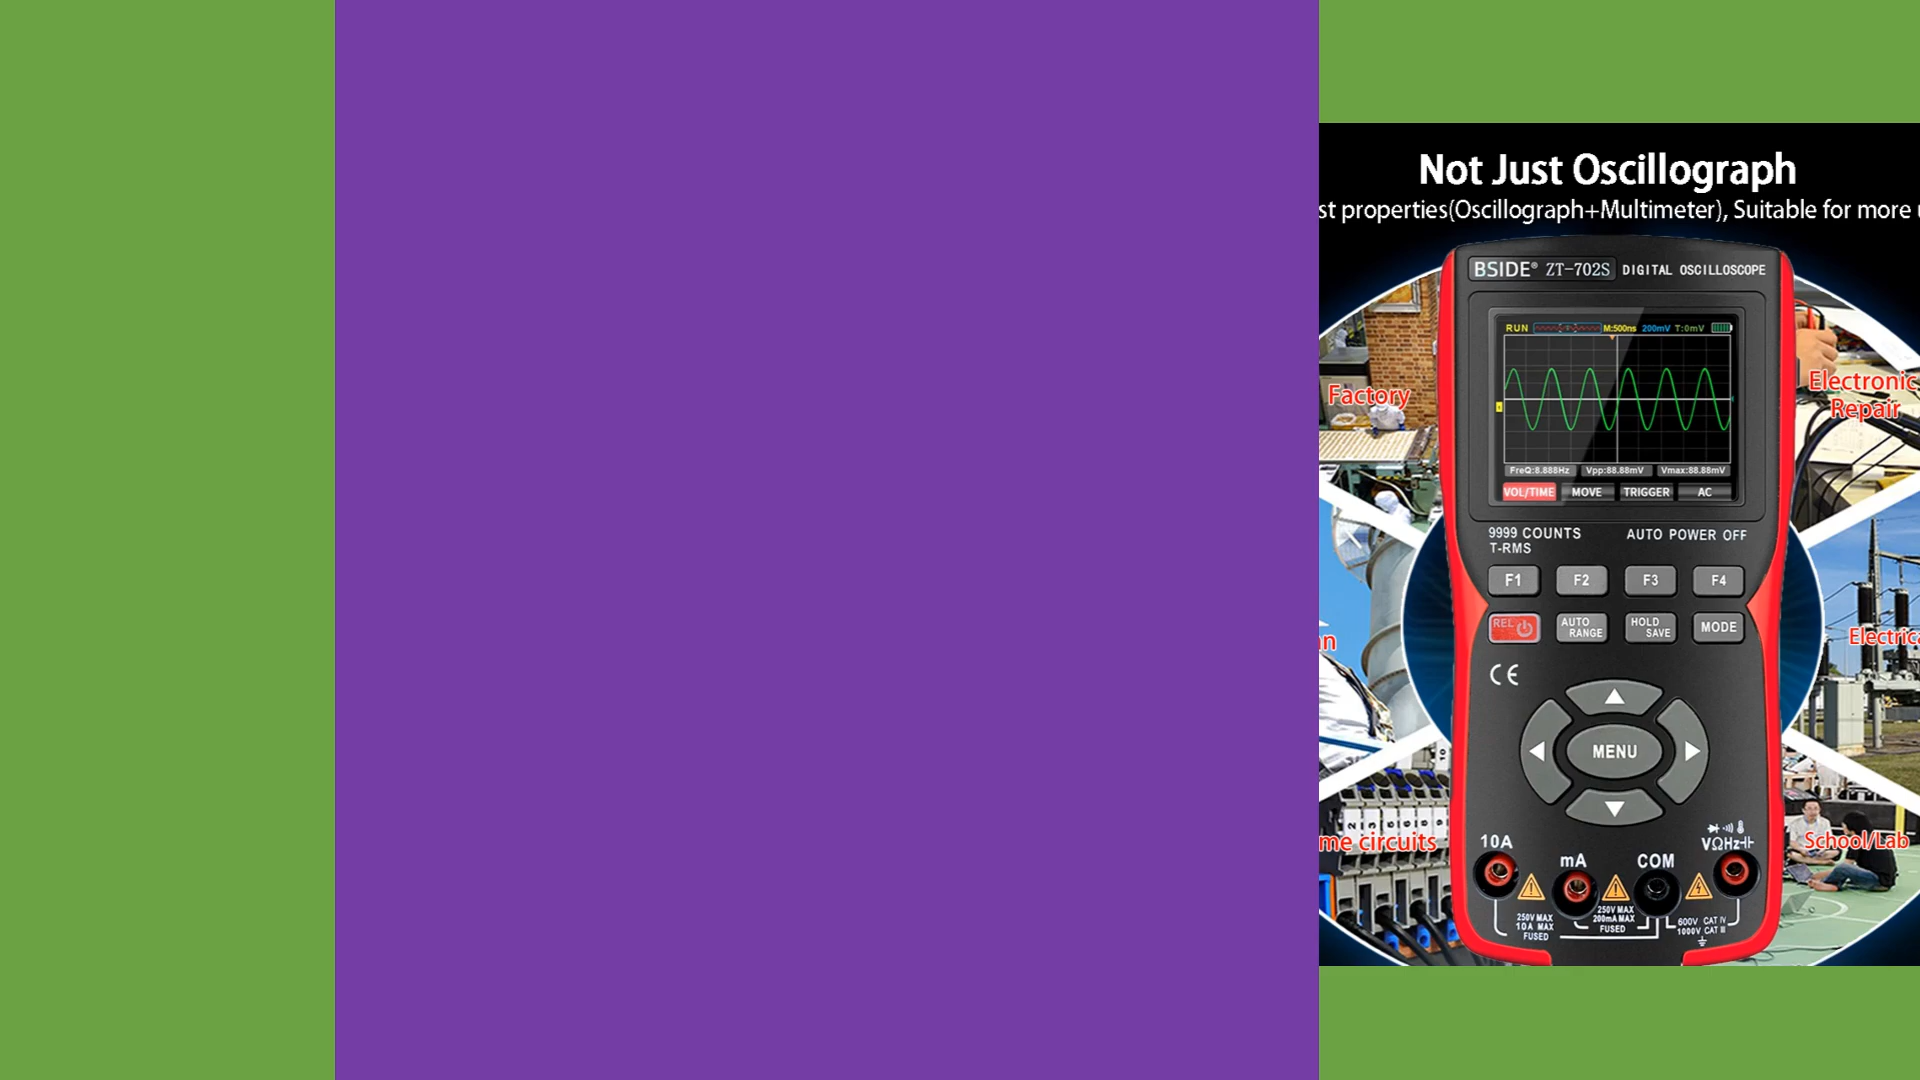 Not Just Oscillograph
st properties(Oscillograph+Multimeter), Suitable for more
BSIDE® ZT-702S DIGITAL OSCILLOSCOPE
RUN M:500ns 200mV T:0mV
Factory
Electronic
Repair
FreQ:8.888Hz Vpp:88.88mV Vmax:88.88mV
VOL/TIME MOVE TRIGGER AC
9999 COUNTS AUTO POWER OFF
T-RMS
F1 F2 F3 F4
REL AUTO RANGE HOLD SAVE MODE
an Electrica
CE
MENU
me circuits School/Lab
10A mA COM VΩHz
250V MAX
10A MAX
FUSED
250V MAX
200mA MAX
FUSED
600V CAT IV
1000V CAT III